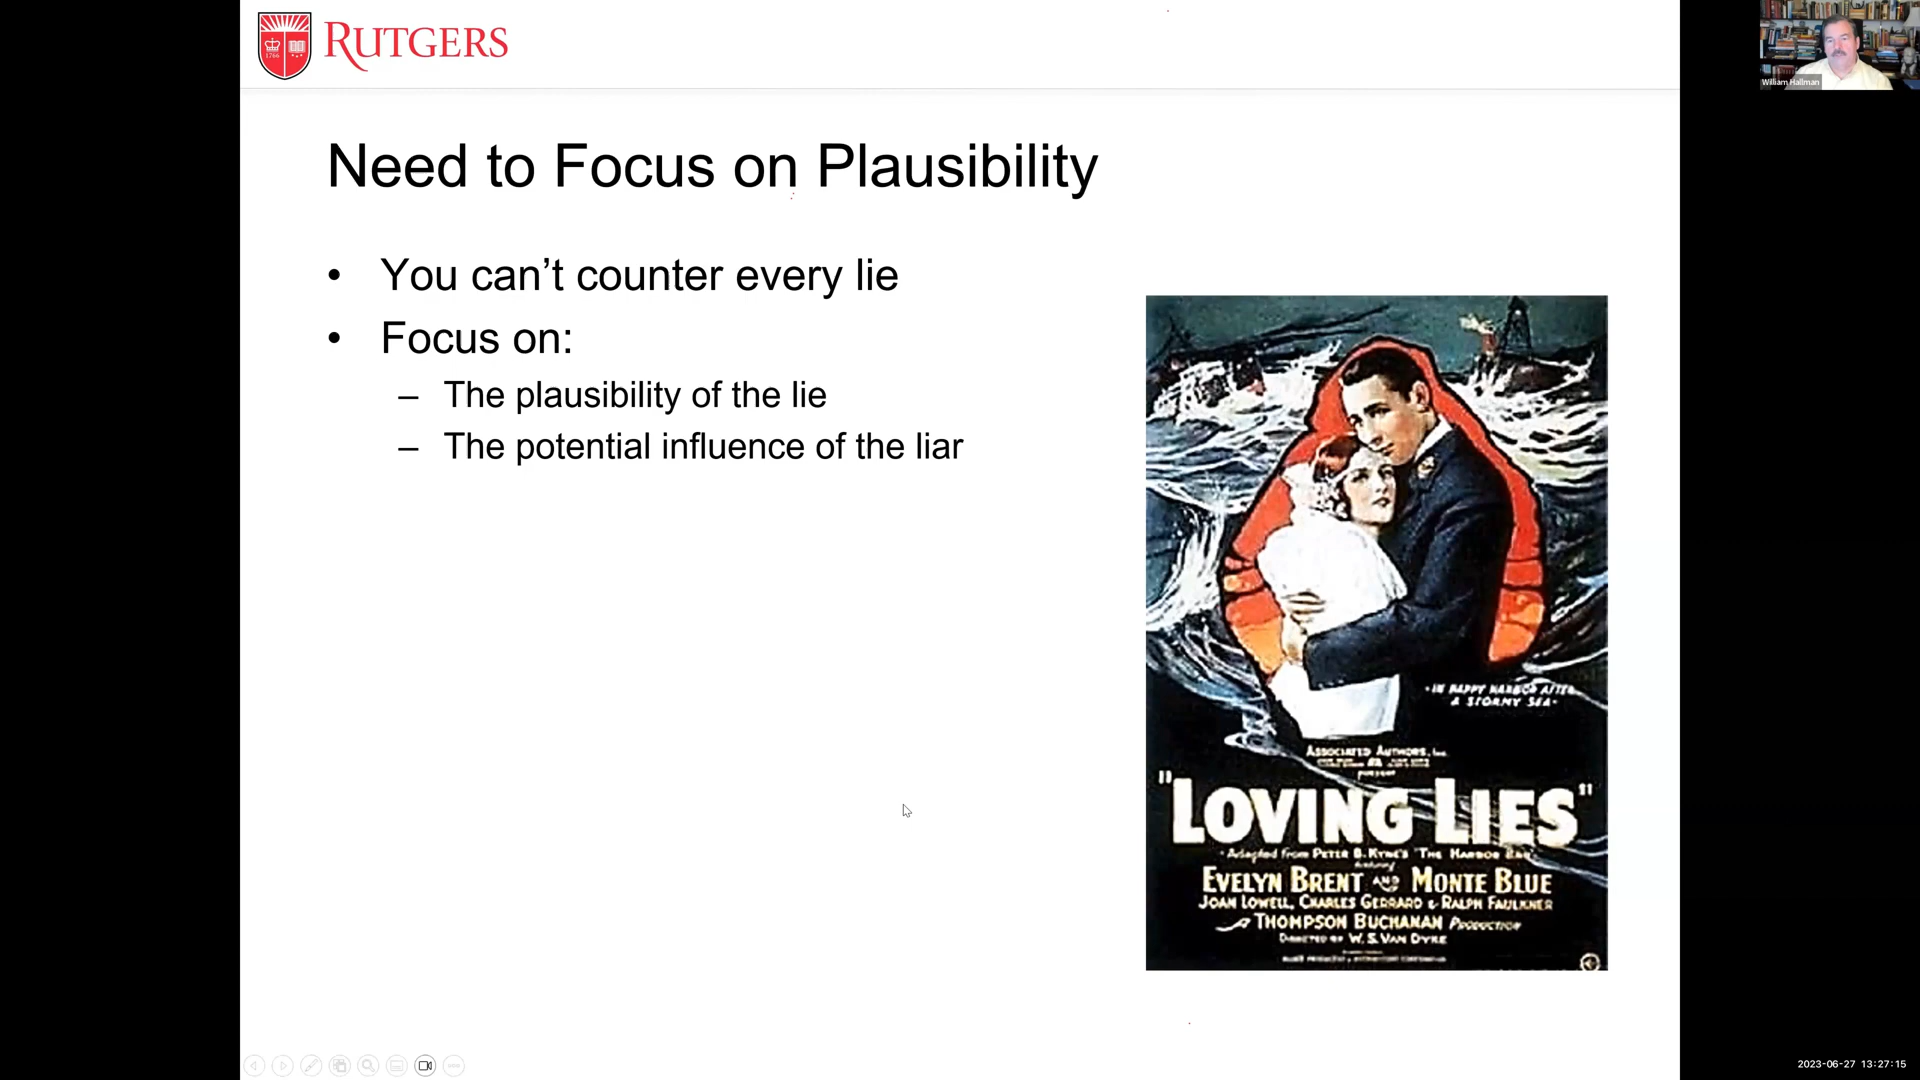 RUTGERS
1766
William Hallman
Need to Focus on Plausibility
• You can’t counter every lie
• Focus on:
– The plausibility of the lie
– The potential influence of the liar
-IN HAPPY HARBOR AFTER
A STORMY SEA-
ASSOCIATED AUTHORS, Inc.
PRESENT
"LOVING LIES"
Adapted from PETER B. KYNE'S "THE HARBOR
featuring
EVELYN BRENT AND MONTE BLUE
JOAN LOWELL, CHARLES GERRARD & RALPH FAULKNER
A THOMPSON BUCHANAN PRODUCTION
DIRECTED BY W. S. VAN DYKE
2023-06-27 13:27:15